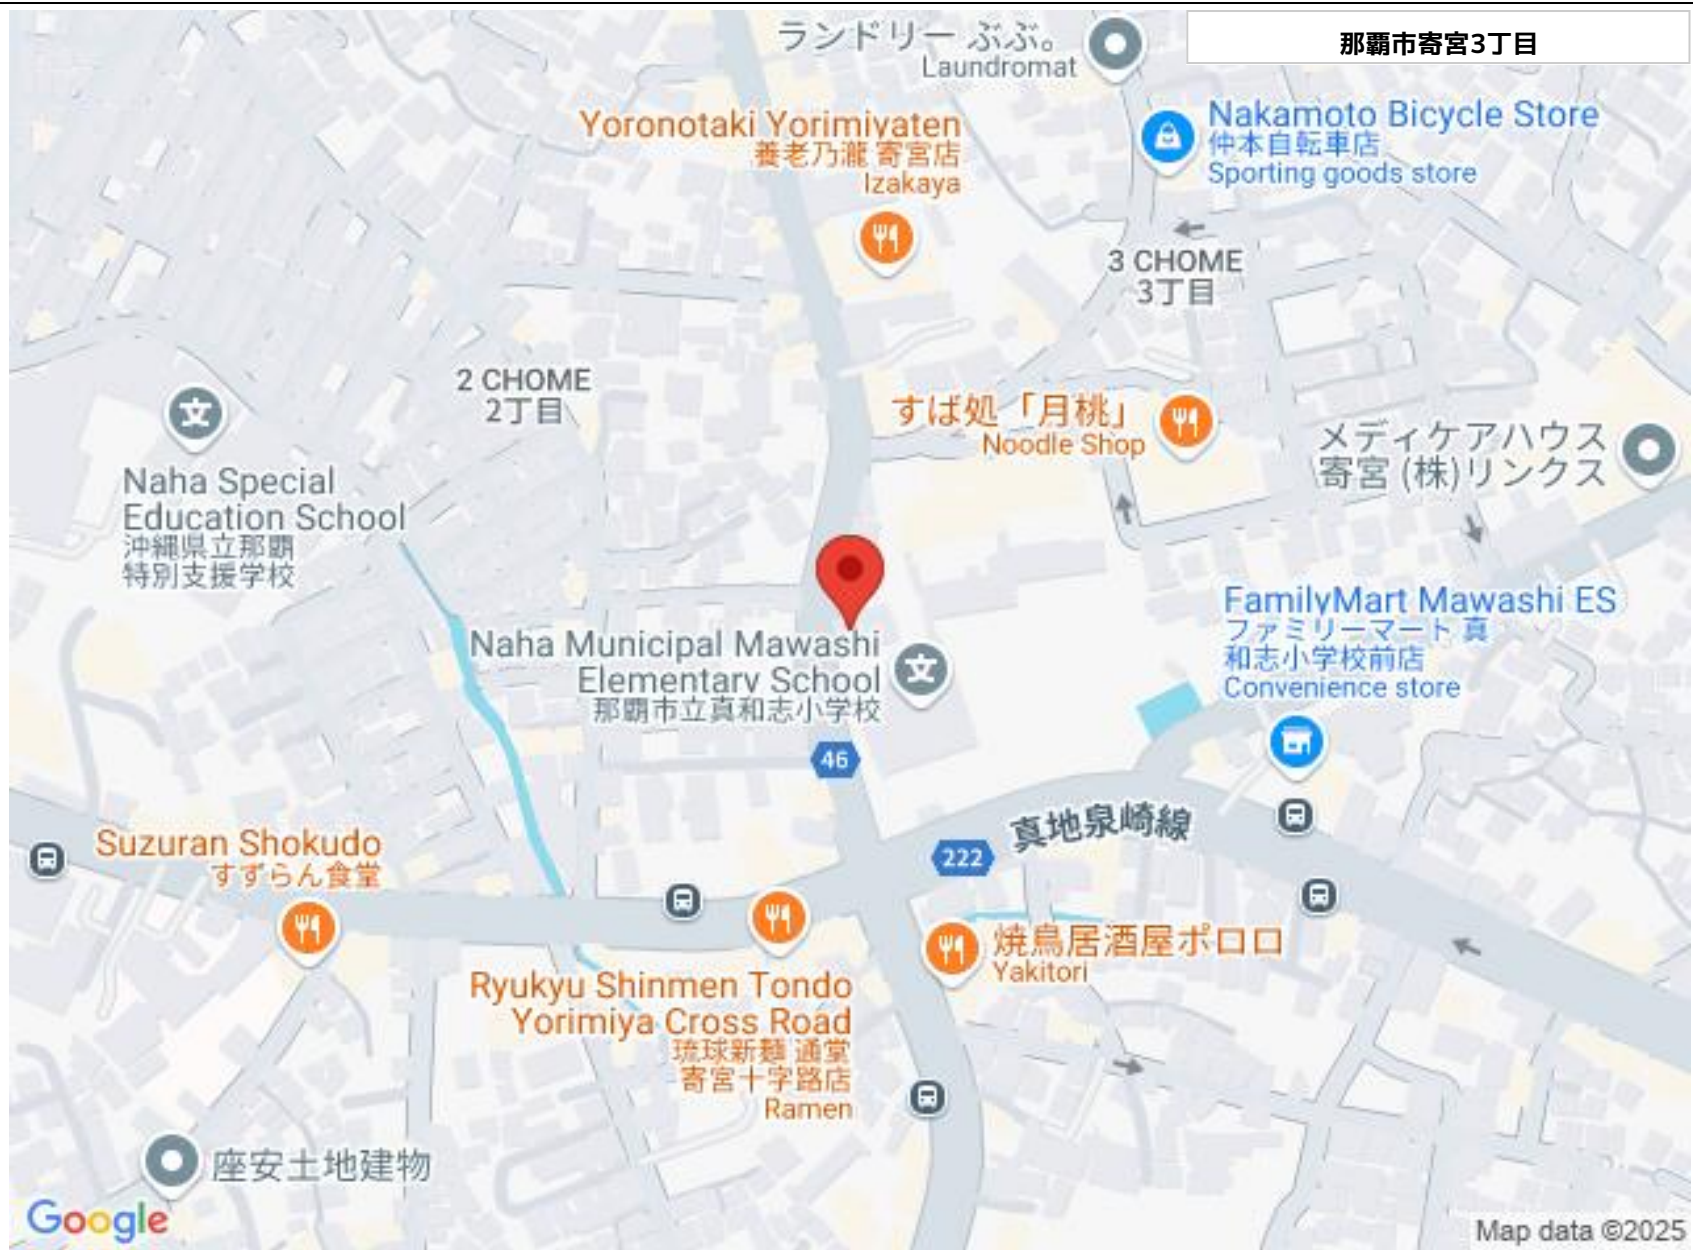 那覇市寄宮3丁目
ランドリー ぶぶ。
Laundromat
Yoronotaki Yorimiyaten
養老乃瀧 寄宮店
Izakaya
Nakamoto Bicycle Store
仲本自転車店
Sporting goods store
3 CHOME
3丁目
2 CHOME
2丁目
すば処「月桃」
Noodle Shop
メディケアハウス
寄宮 (株)リンクス
文
Naha Special
Education School
沖縄県立那覇
特別支援学校
FamilyMart Mawashi ES
ファミリーマート 真
和志小学校前店
Convenience store
Naha Municipal Mawashi
Elementary School
那覇市立真和志小学校
文
46
真地泉崎線
222
Suzuran Shokudo
すずらん食堂
焼鳥居酒屋ポロロ
Yakitori
Ryukyu Shinmen Tondo
Yorimiya Cross Road
琉球新麺 通堂
寄宮十字路店
Ramen
座安土地建物
Google
Map data ©2025